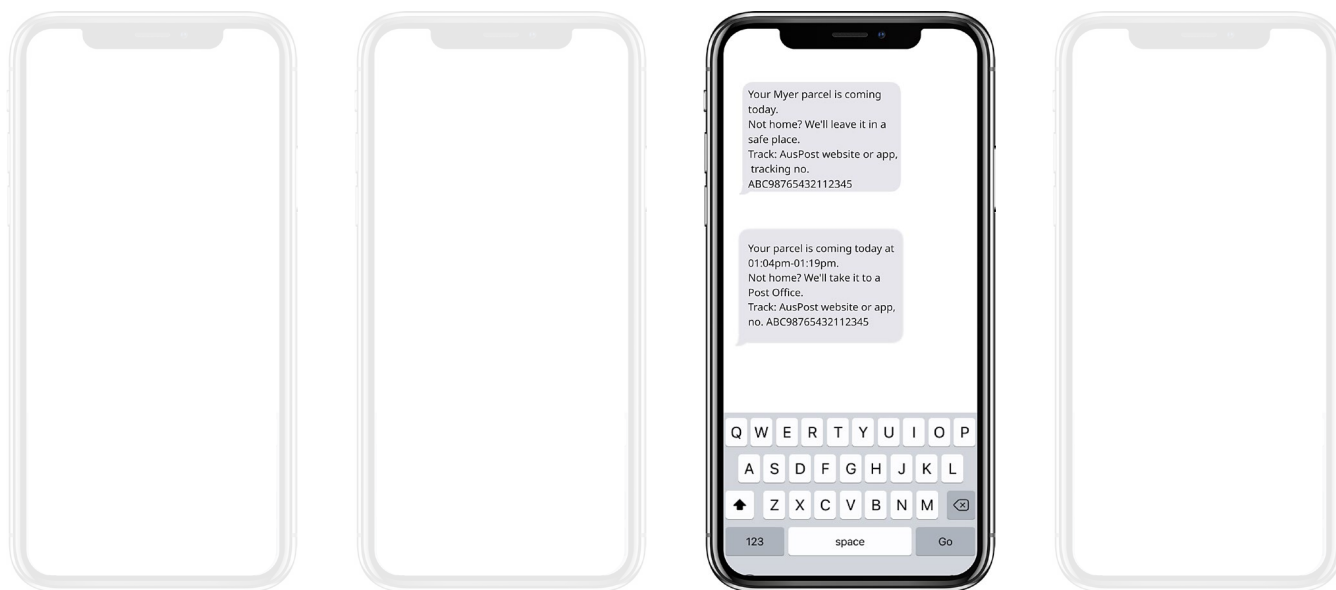 Your Myer parcel is coming
today.
Not home? We'll leave it in a
safe place.
Track: AusPost website or app,
tracking no.
ABC98765432112345
Your parcel is coming today at
01:04pm-01:19pm.
Not home? We'll take it to a
Post Office.
Track: AusPost website or app,
no. ABC98765432112345
Q W E R T Y U I O P
A S D F G H J K L
Z X C V B N M
123 space Go